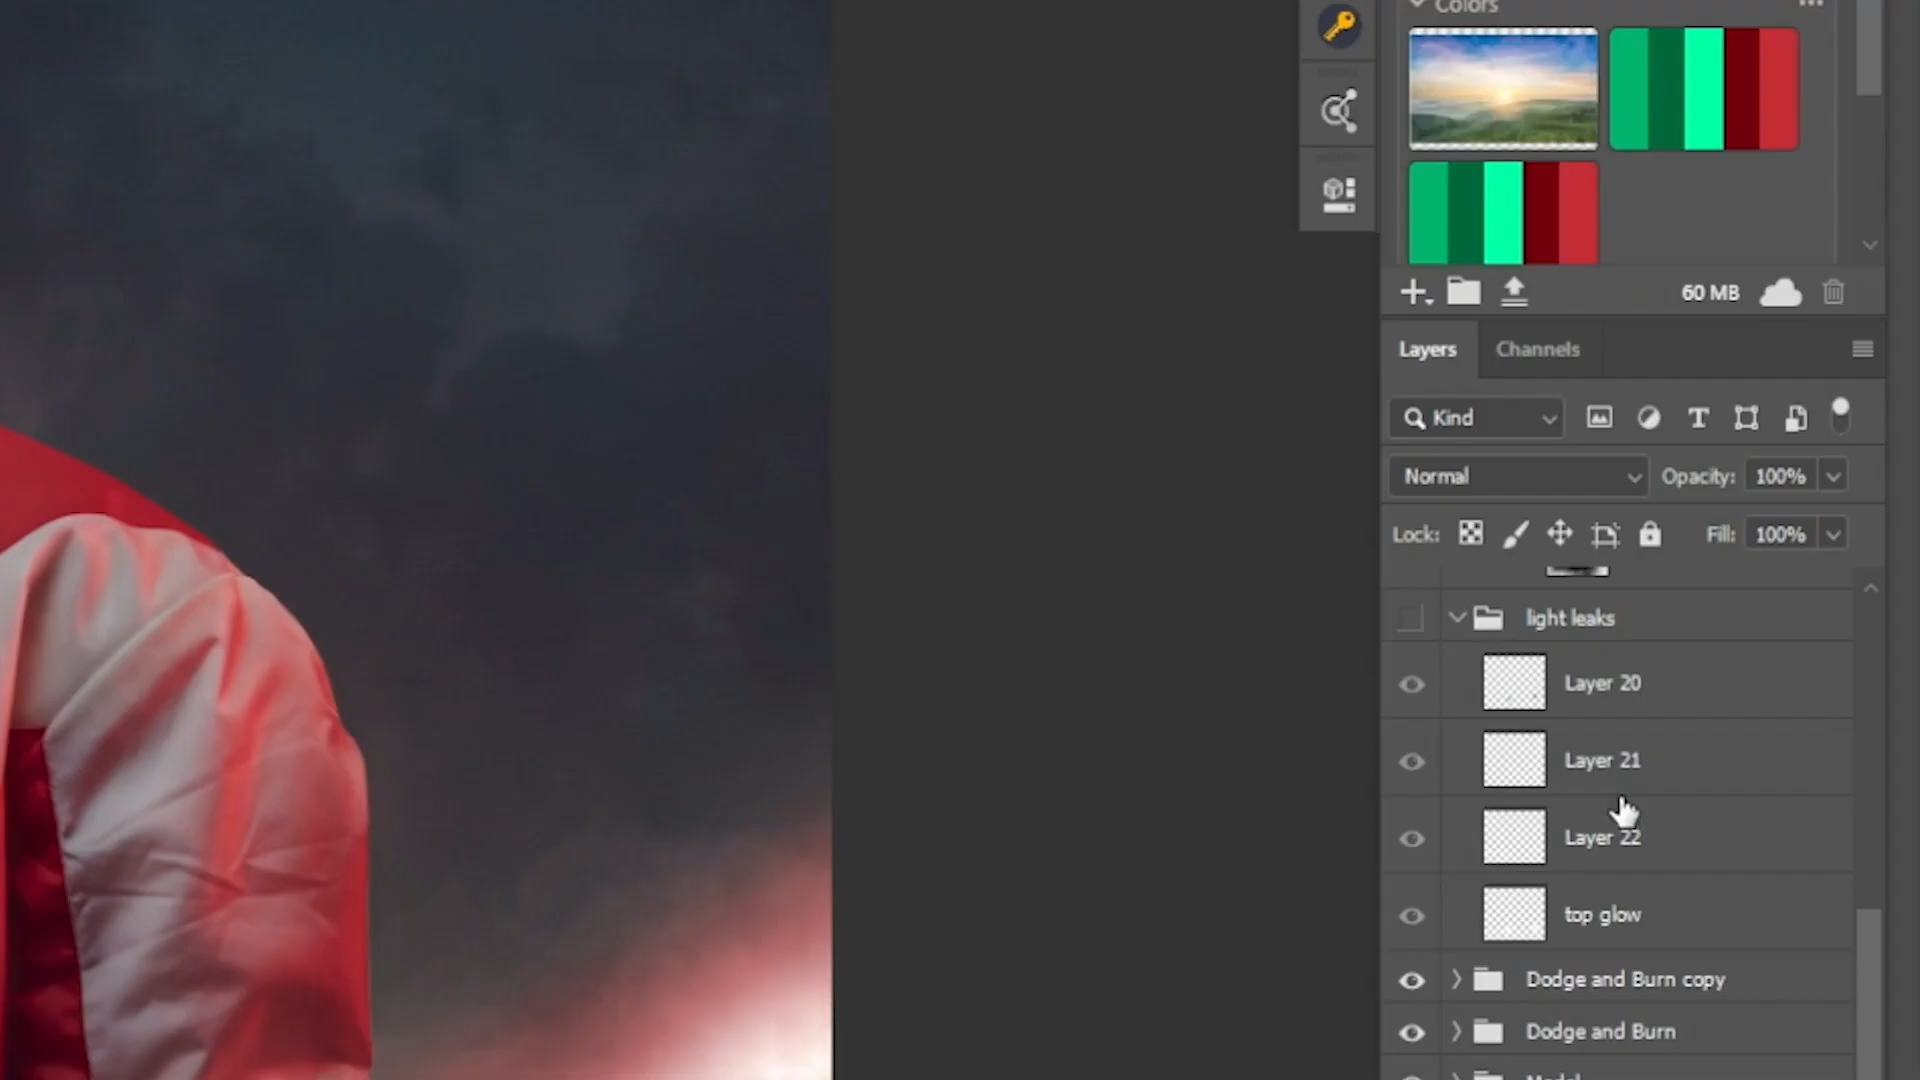 Colors
60 MB
Layers
Channels
Kind
Normal
Opacity:
100%
Lock:
Fill:
100%
light leaks
Layer 20
Layer 21
Layer 22
top glow
Dodge and Burn copy
Dodge and Burn